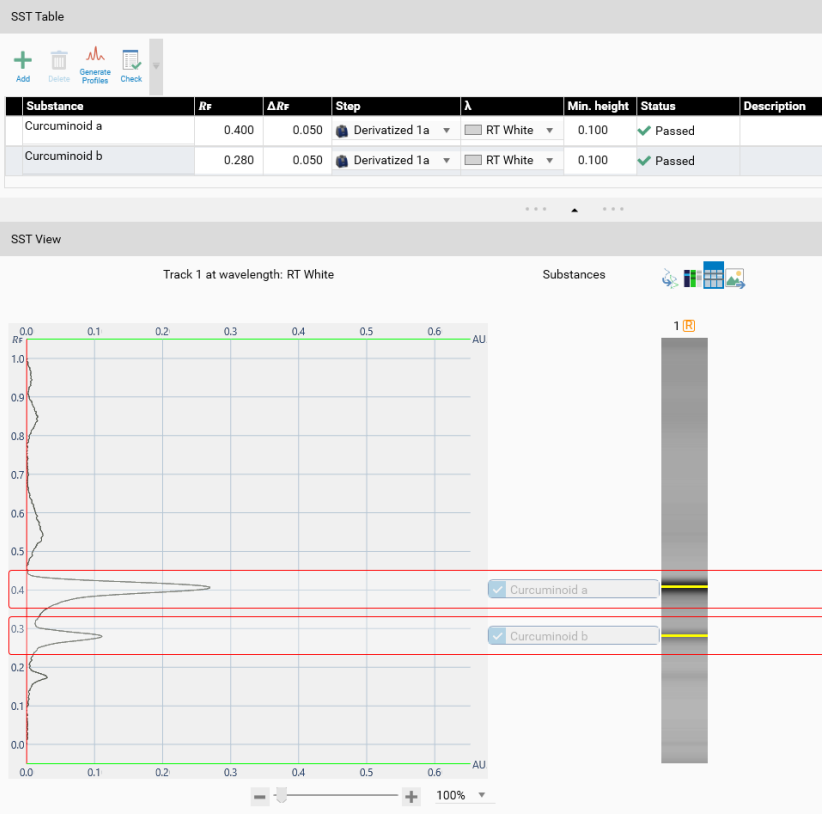 SST Table
Add Delete Generate Profiles Check
Substance RF ΔRF Step λ Min. height Status Description
Curcuminoid a 0.400 0.050 Derivatized 1a RT White 0.100 Passed
Curcuminoid b 0.280 0.050 Derivatized 1a RT White 0.100 Passed
SST View
Track 1 at wavelength: RT White Substances
1 R
0.0 0.1 0.2 0.3 0.4 0.5 0.6
RF AU
1.0
0.9
0.8
0.7
0.6
0.5
0.4 Curcuminoid a
0.3 Curcuminoid b
0.2
0.1
0.0
AU
0.0 0.1 0.2 0.3 0.4 0.5 0.6
100%